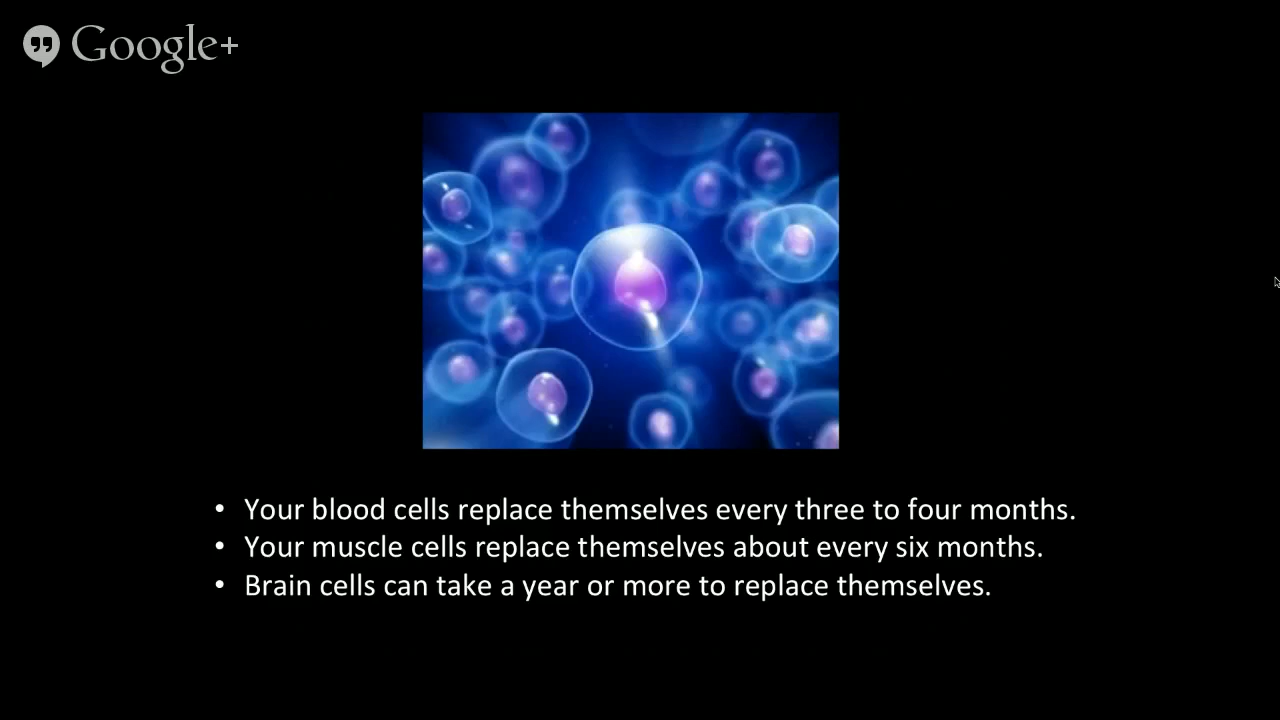 Google+
• Your blood cells replace themselves every three to four months.
• Your muscle cells replace themselves about every six months.
• Brain cells can take a year or more to replace themselves.